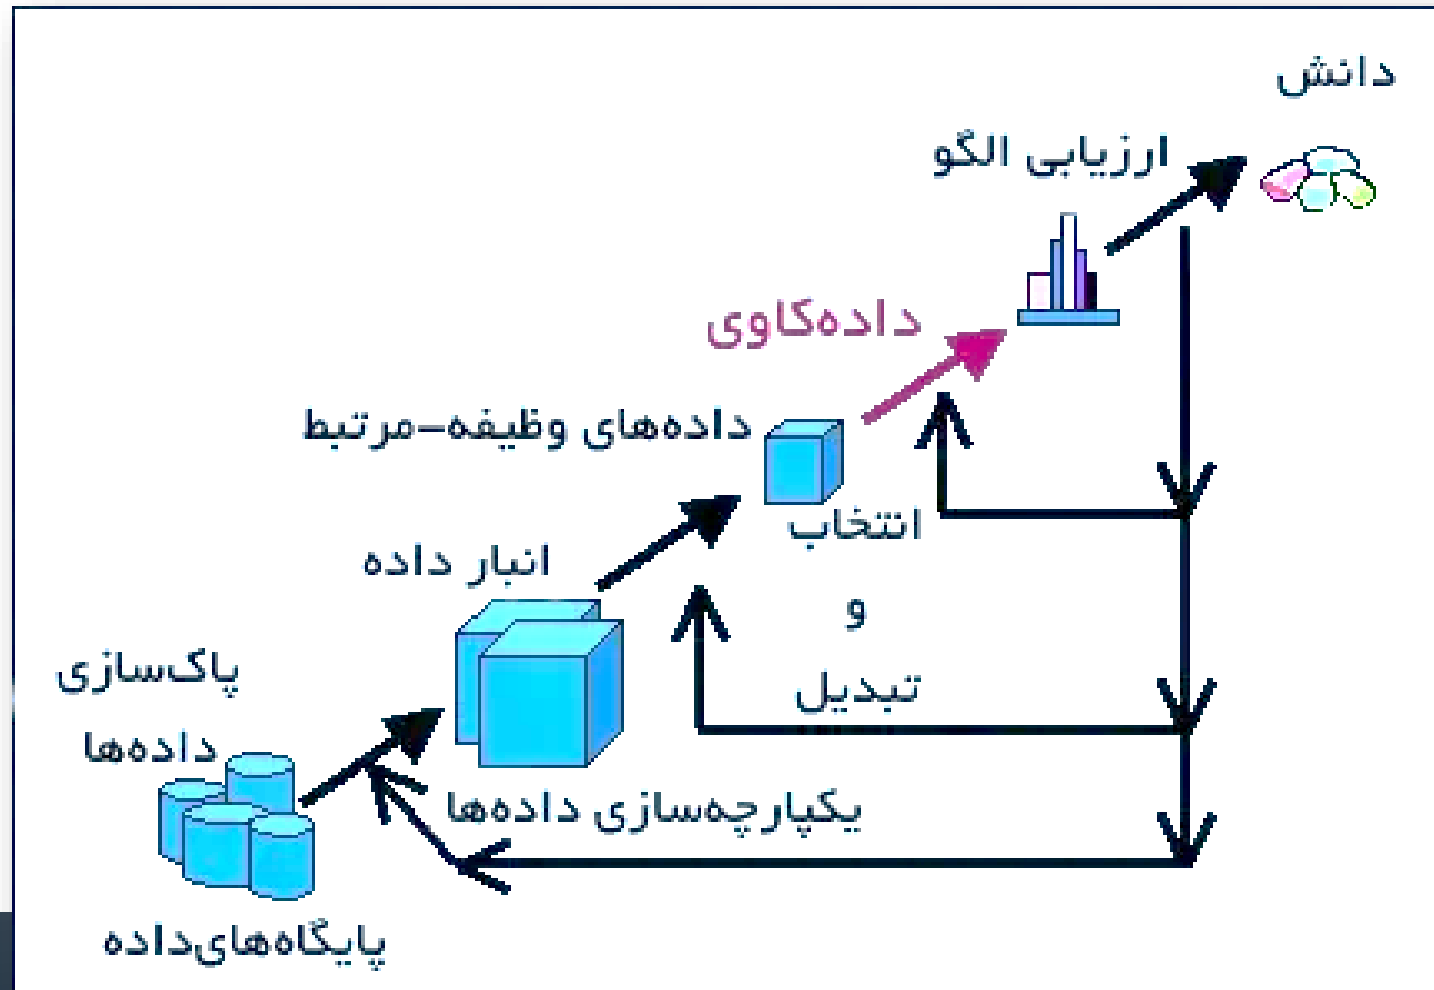 دانش
ارزیابی الگو
داده‌کاوی
داده‌های وظیفه-مرتبط
انتخاب
و
تبدیل
انبار داده
پاک‌سازی
داده‌ها
یکپارچه‌سازی داده‌ها
پایگاه‌های‌داده